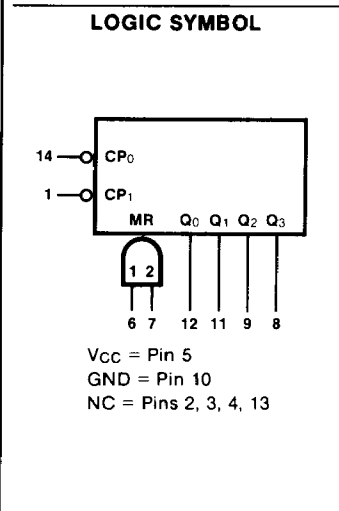 LOGIC SYMBOL
14 CP0
1 CP1
MR Q0 Q1 Q2 Q3
1 2
6 7 12 11 9 8
VCC = Pin 5
GND = Pin 10
NC = Pins 2, 3, 4, 13